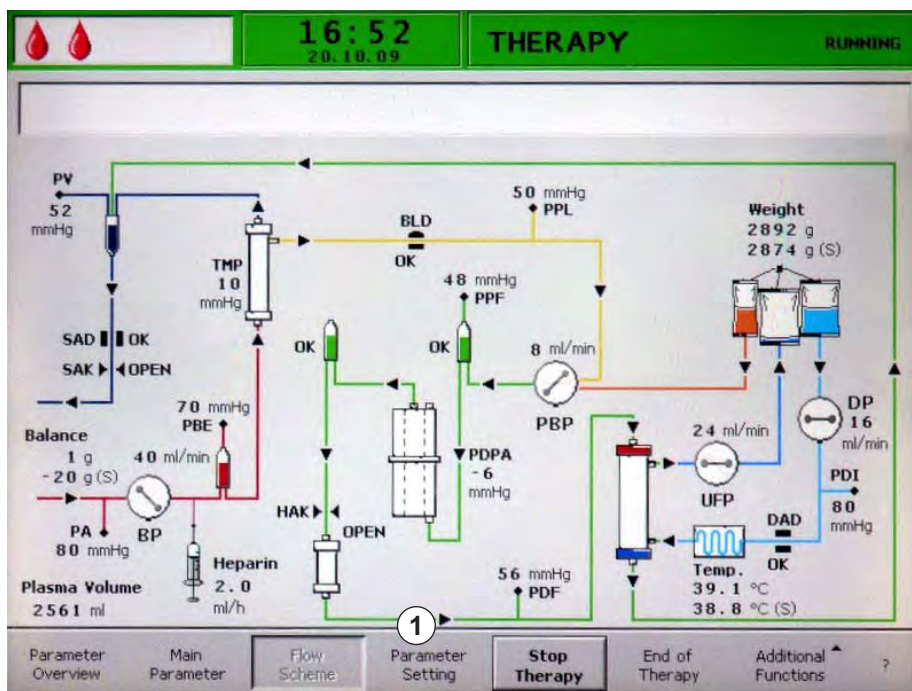 16:52
20.10.09
THERAPY
RUNNING
PV
52
mmHg
50 mmHg
PPL
BLD
OK
Weight
2892 g
2874 g (S)
TMP
10
mmHg
48 mmHg
PPF
SAD OK
SAK OPEN
OK
OK
8 ml/min
PBP
70 mmHg
PBE
DP
16
ml/min
Balance
1 g
-20 g (S)
40 ml/min
BP
PDPA
-6
mmHg
24 ml/min
UFP
PDI
80
mmHg
PA
80 mmHg
HAK
OPEN
DAD
OK
Heparin
2.0
ml/h
56 mmHg
PDF
Temp.
39.1 °C
38.8 °C (S)
Plasma Volume
2561 ml
1
Parameter
Overview
Main
Parameter
Flow
Scheme
Parameter
Setting
Stop
Therapy
End of
Therapy
Additional
Functions
?